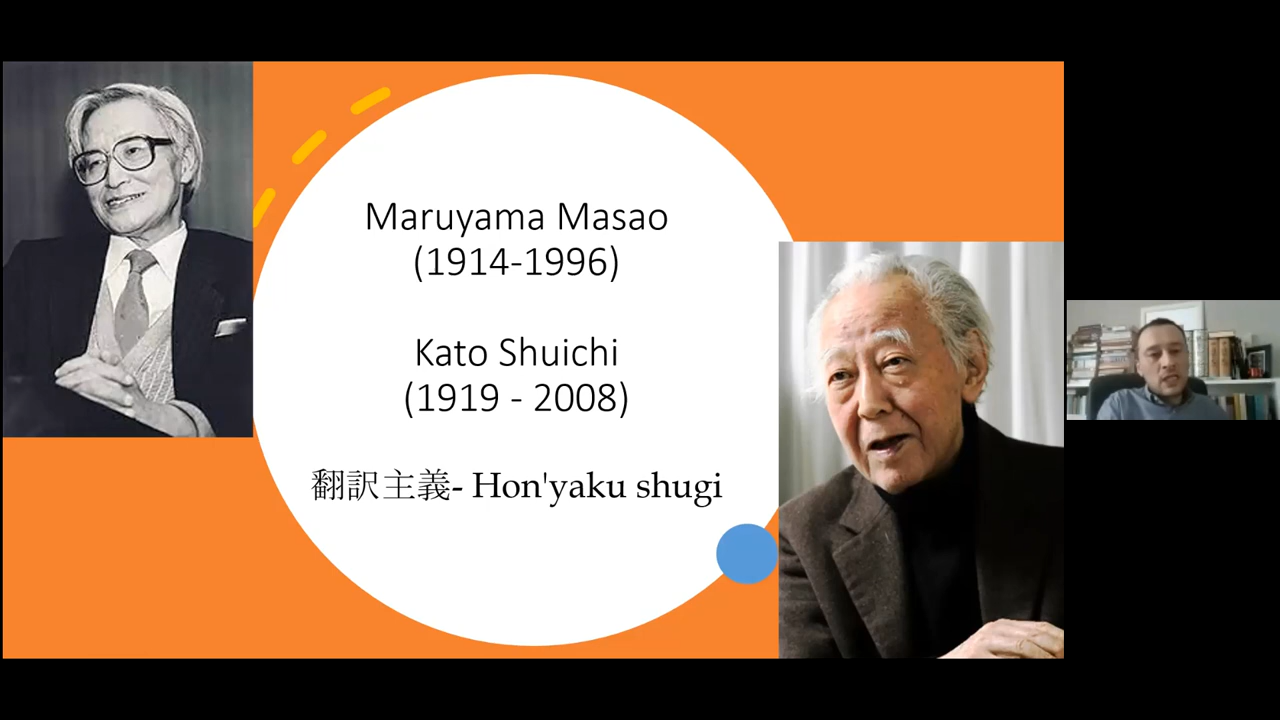 Maruyama Masao
(1914-1996)
Kato Shuichi
(1919 - 2008)
翻訳主義- Hon'yaku shugi